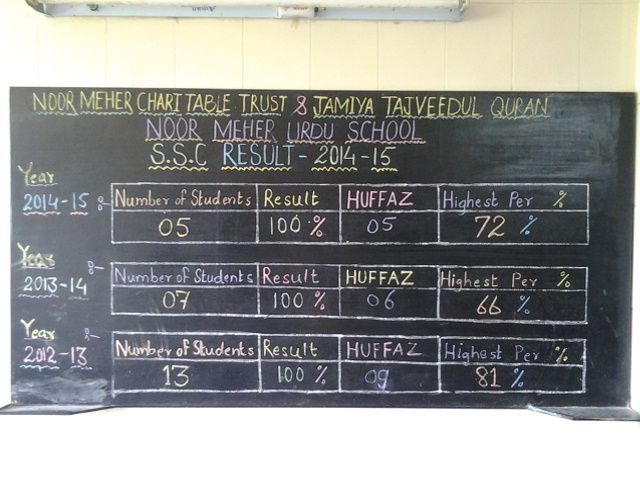 NOOR MEHER CHARITABLE TRUST & JAMIYA TAJVEEDUL QURAN
NOOR MEHER URDU SCHOOL
S.S.C RESULT - 2014-15
Year
2014-15 :- Number of Students Result HUFFAZ Highest Per %
05 100 % 05 72 %
Year
2013-14 :- Number of Students Result HUFFAZ Highest Per %
07 100 % 06 66 %
Year
2012-13 :- Number of Students Result HUFFAZ Highest Per %
13 100 % 09 81 %